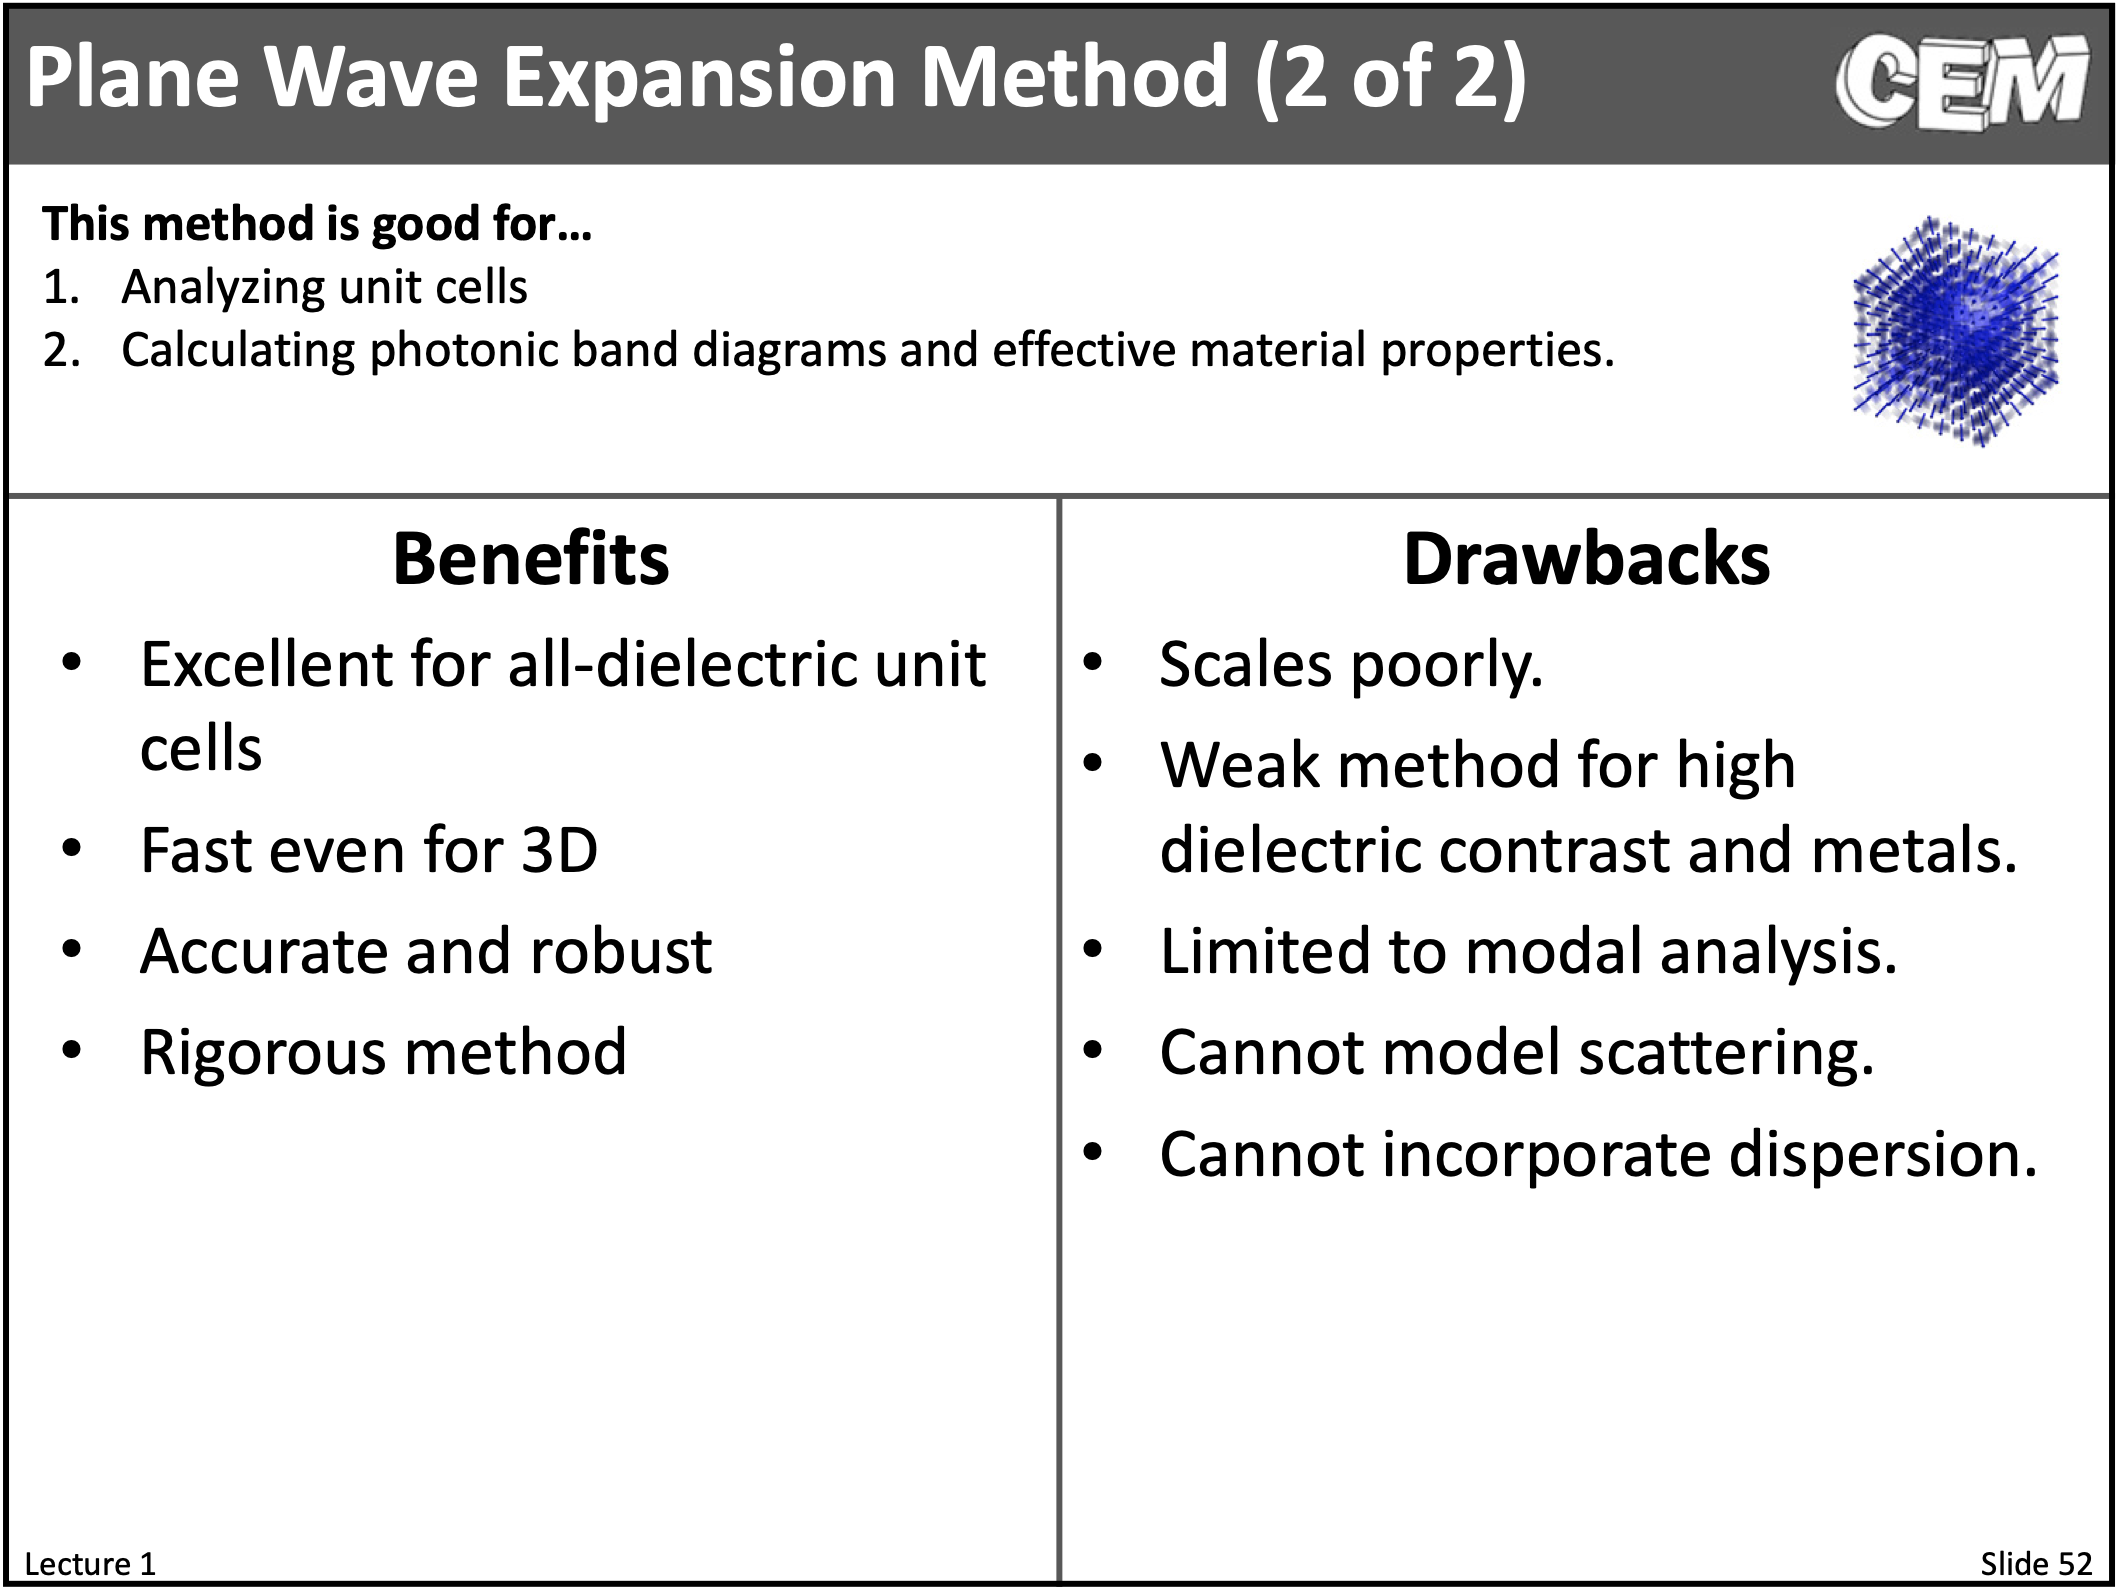 Plane Wave Expansion Method (2 of 2)
CEM
This method is good for…
1. Analyzing unit cells
2. Calculating photonic band diagrams and effective material properties.
Benefits
• Excellent for all-dielectric unit
cells
• Fast even for 3D
• Accurate and robust
• Rigorous method
Drawbacks
• Scales poorly.
• Weak method for high
dielectric contrast and metals.
• Limited to modal analysis.
• Cannot model scattering.
• Cannot incorporate dispersion.
Lecture 1
Slide 52